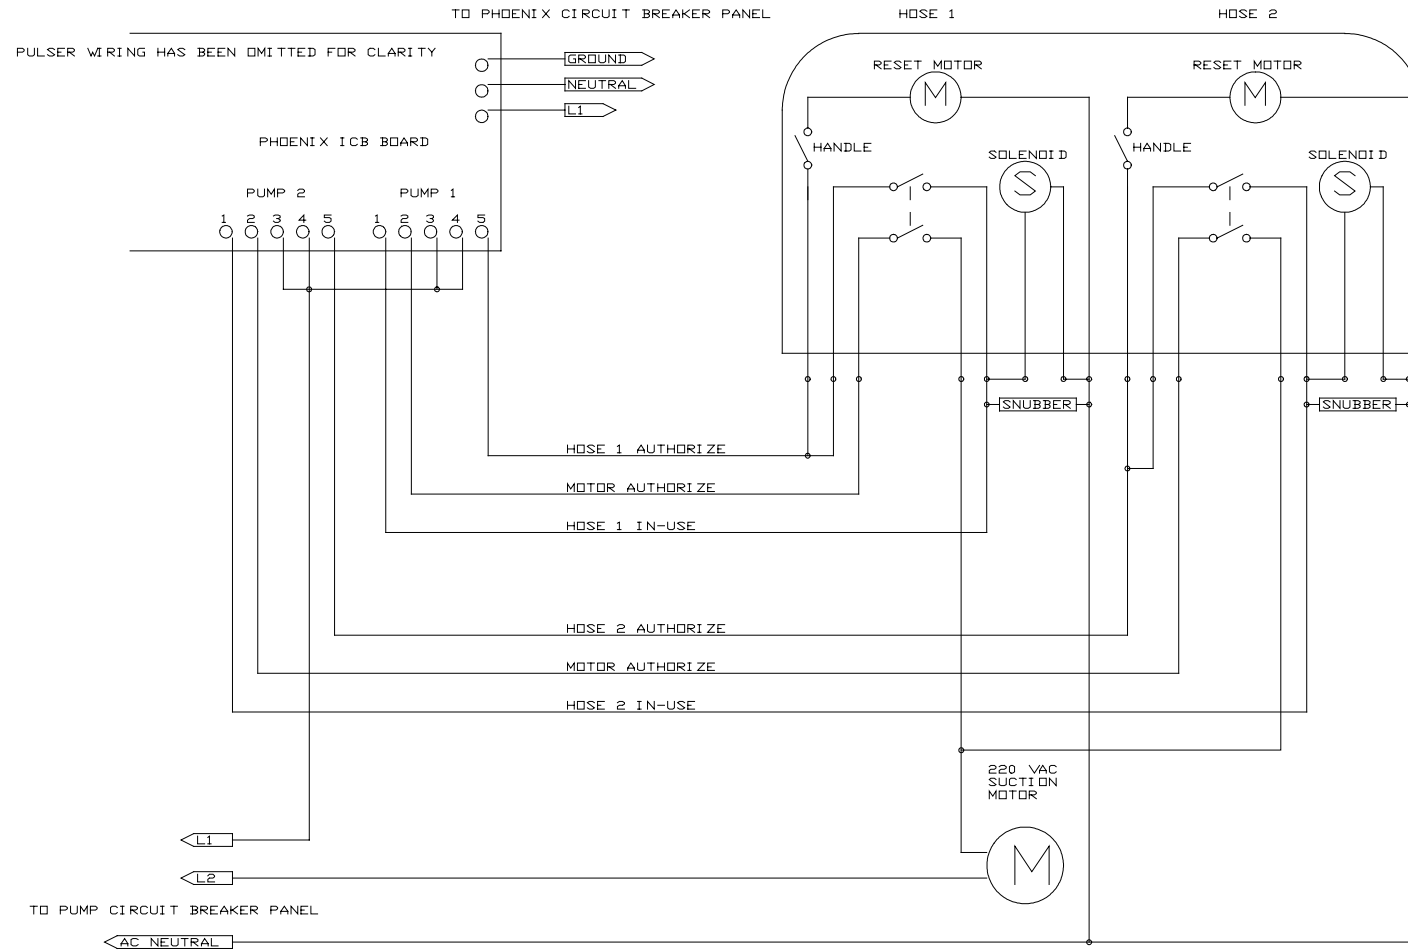 TO PHOENIX CIRCUIT BREAKER PANEL
HOSE 1
HOSE 2
PULSER WIRING HAS BEEN OMITTED FOR CLARITY
GROUND
NEUTRAL
L1
RESET MOTOR
M
RESET MOTOR
M
PHOENIX ICB BOARD
HANDLE
SOLENOID
S
HANDLE
SOLENOID
S
PUMP 2
PUMP 1
1 2 3 4 5
1 2 3 4 5
SNUBBER
SNUBBER
HOSE 1 AUTHORIZE
MOTOR AUTHORIZE
HOSE 1 IN-USE
HOSE 2 AUTHORIZE
MOTOR AUTHORIZE
HOSE 2 IN-USE
220 VAC
SUCTION
MOTOR
M
L1
L2
TO PUMP CIRCUIT BREAKER PANEL
AC NEUTRAL